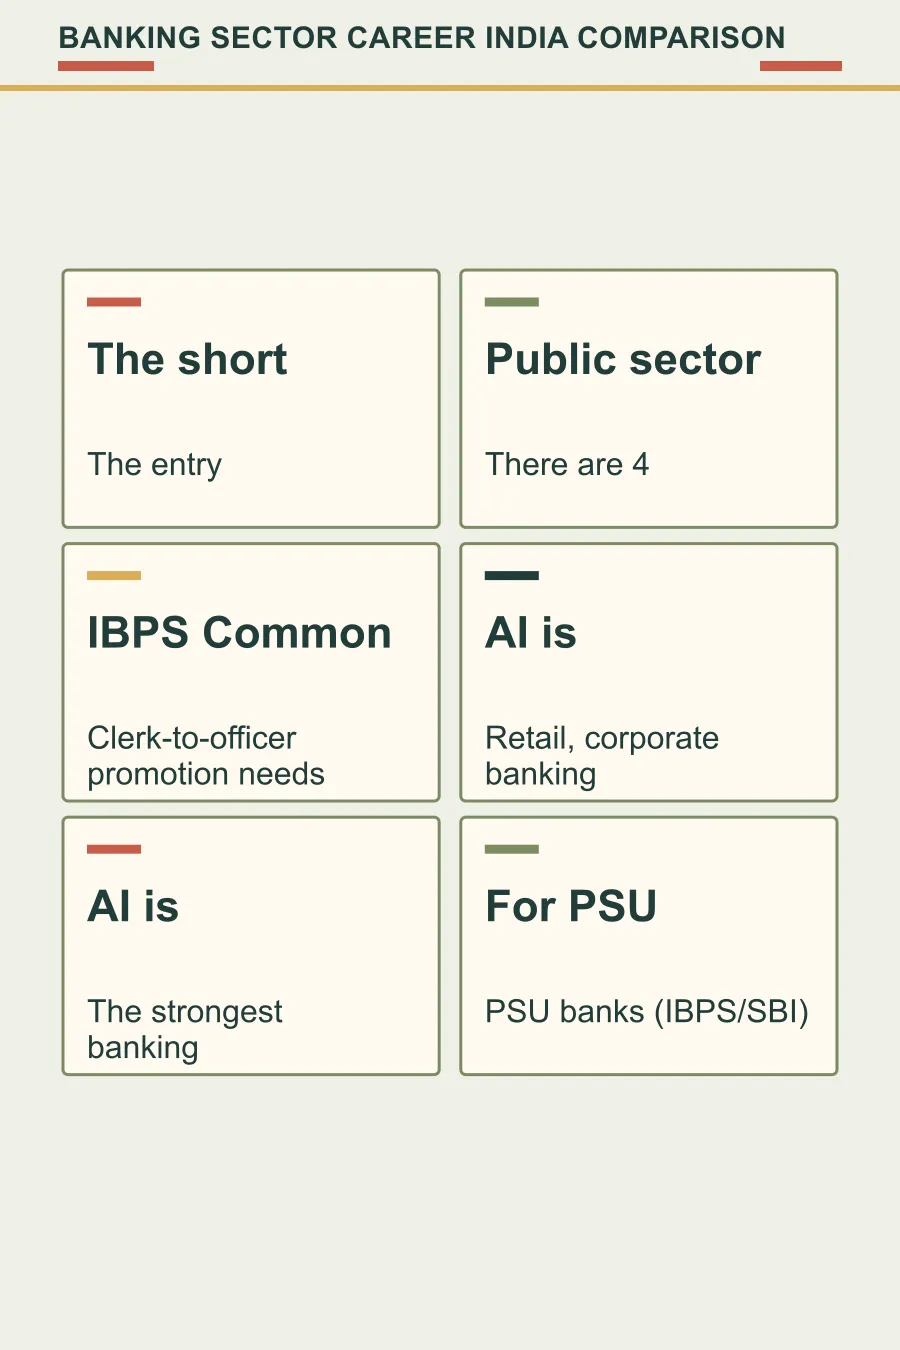 BANKING SECTOR CAREER INDIA COMPARISON
The short
The entry
Public sector
There are 4
IBPS Common
Clerk-to-officer
promotion needs
AI is
Retail, corporate
banking
AI is
The strongest
banking
For PSU
PSU banks (IBPS/SBI)